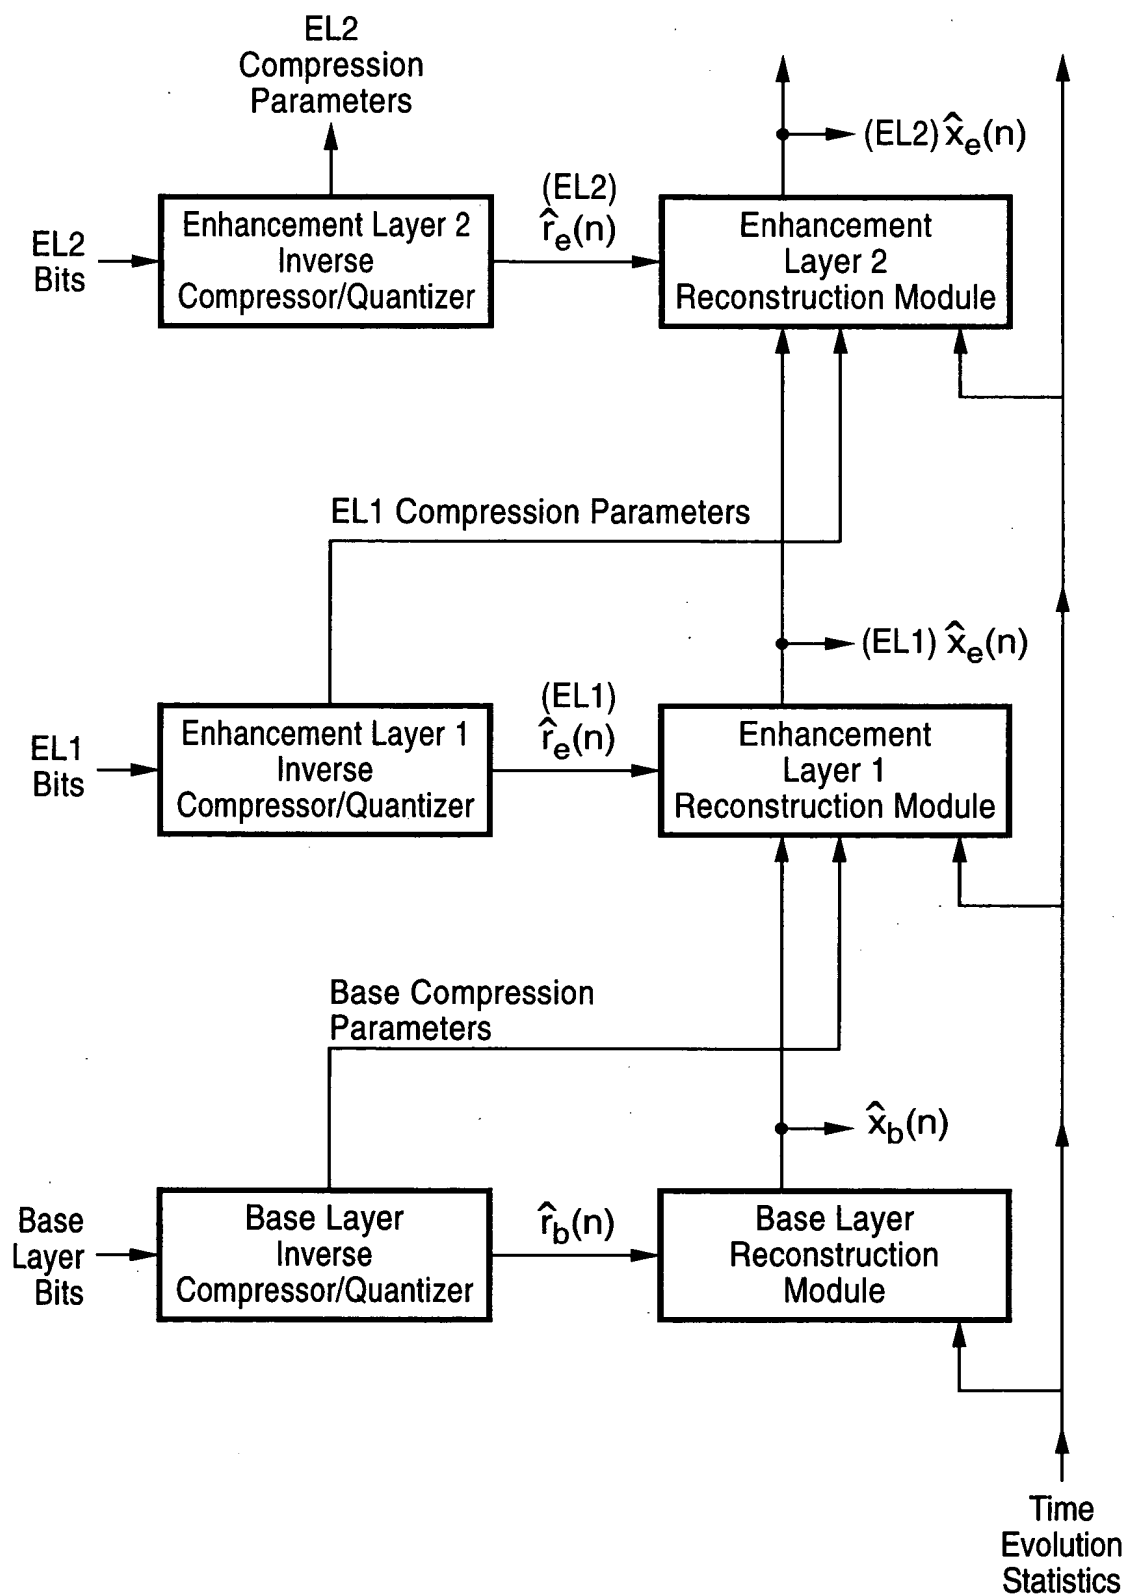 EL2
Compression
Parameters
(EL2) x̂e(n)
EL2
Bits
Enhancement Layer 2
Inverse
Compressor/Quantizer
(EL2)
r̂e(n)
Enhancement
Layer 2
Reconstruction Module
EL1 Compression Parameters
(EL1) x̂e(n)
EL1
Bits
Enhancement Layer 1
Inverse
Compressor/Quantizer
(EL1)
r̂e(n)
Enhancement
Layer 1
Reconstruction Module
Base Compression
Parameters
x̂b(n)
Base
Layer
Bits
Base Layer
Inverse
Compressor/Quantizer
r̂b(n)
Base Layer
Reconstruction
Module
Time
Evolution
Statistics